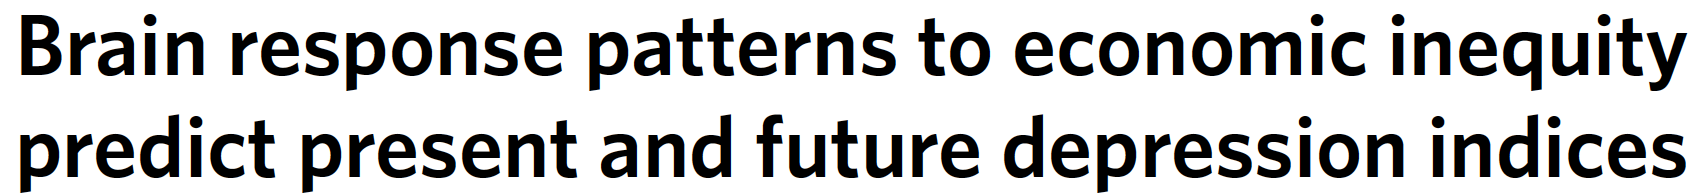 Brain response patterns to economic inequity
predict present and future depression indices